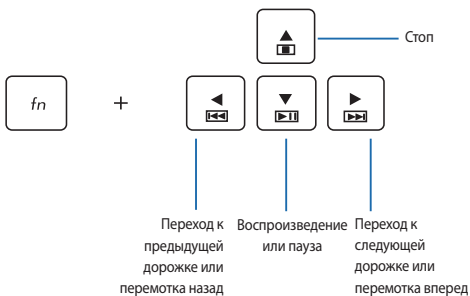 Стоп
fn
+
Переход к
предыдущей
дорожке или
перемотка назад
Воспроизведение
или пауза
Переход к
следующей
дорожке или
перемотка вперед